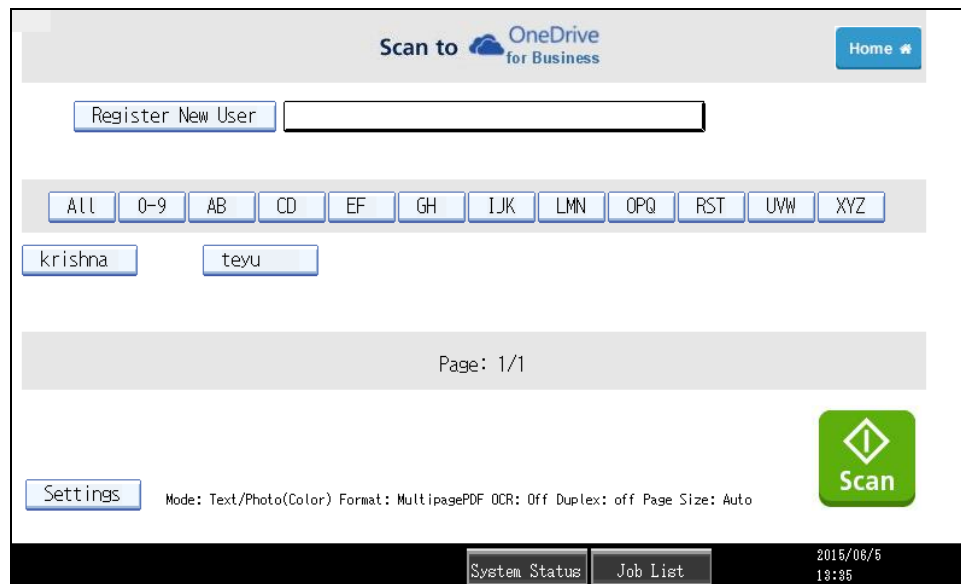 Scan to OneDrive for Business
Home
Register New User
All 0-9 AB CD EF GH IJK LMN OPQ RST UVW XYZ
krishna teyu
Page: 1/1
Scan
Settings Mode: Text/Photo(Color) Format: MultipagePDF OCR: Off Duplex: off Page Size: Auto
System Status Job List 2015/06/5
13:35